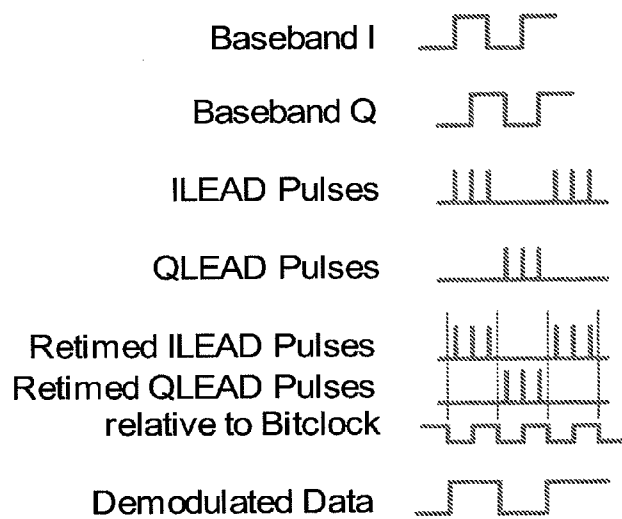 Baseband I
Baseband Q
ILEAD Pulses
QLEAD Pulses
Retimed ILEAD Pulses
Retimed QLEAD Pulses
relative to Bitclock
Demodulated Data